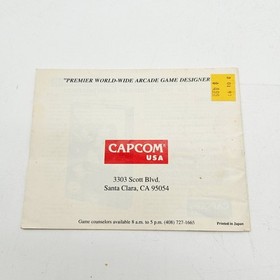 "PREMIER WORLD-WIDE ARCADE GAME DESIGNER
CAPCOM
USA
3303 Scott Blvd.
Santa Clara, CA 95054
Game counselors available 8 a.m. to 5 p.m. (408) 727-1665
Printed in Japan